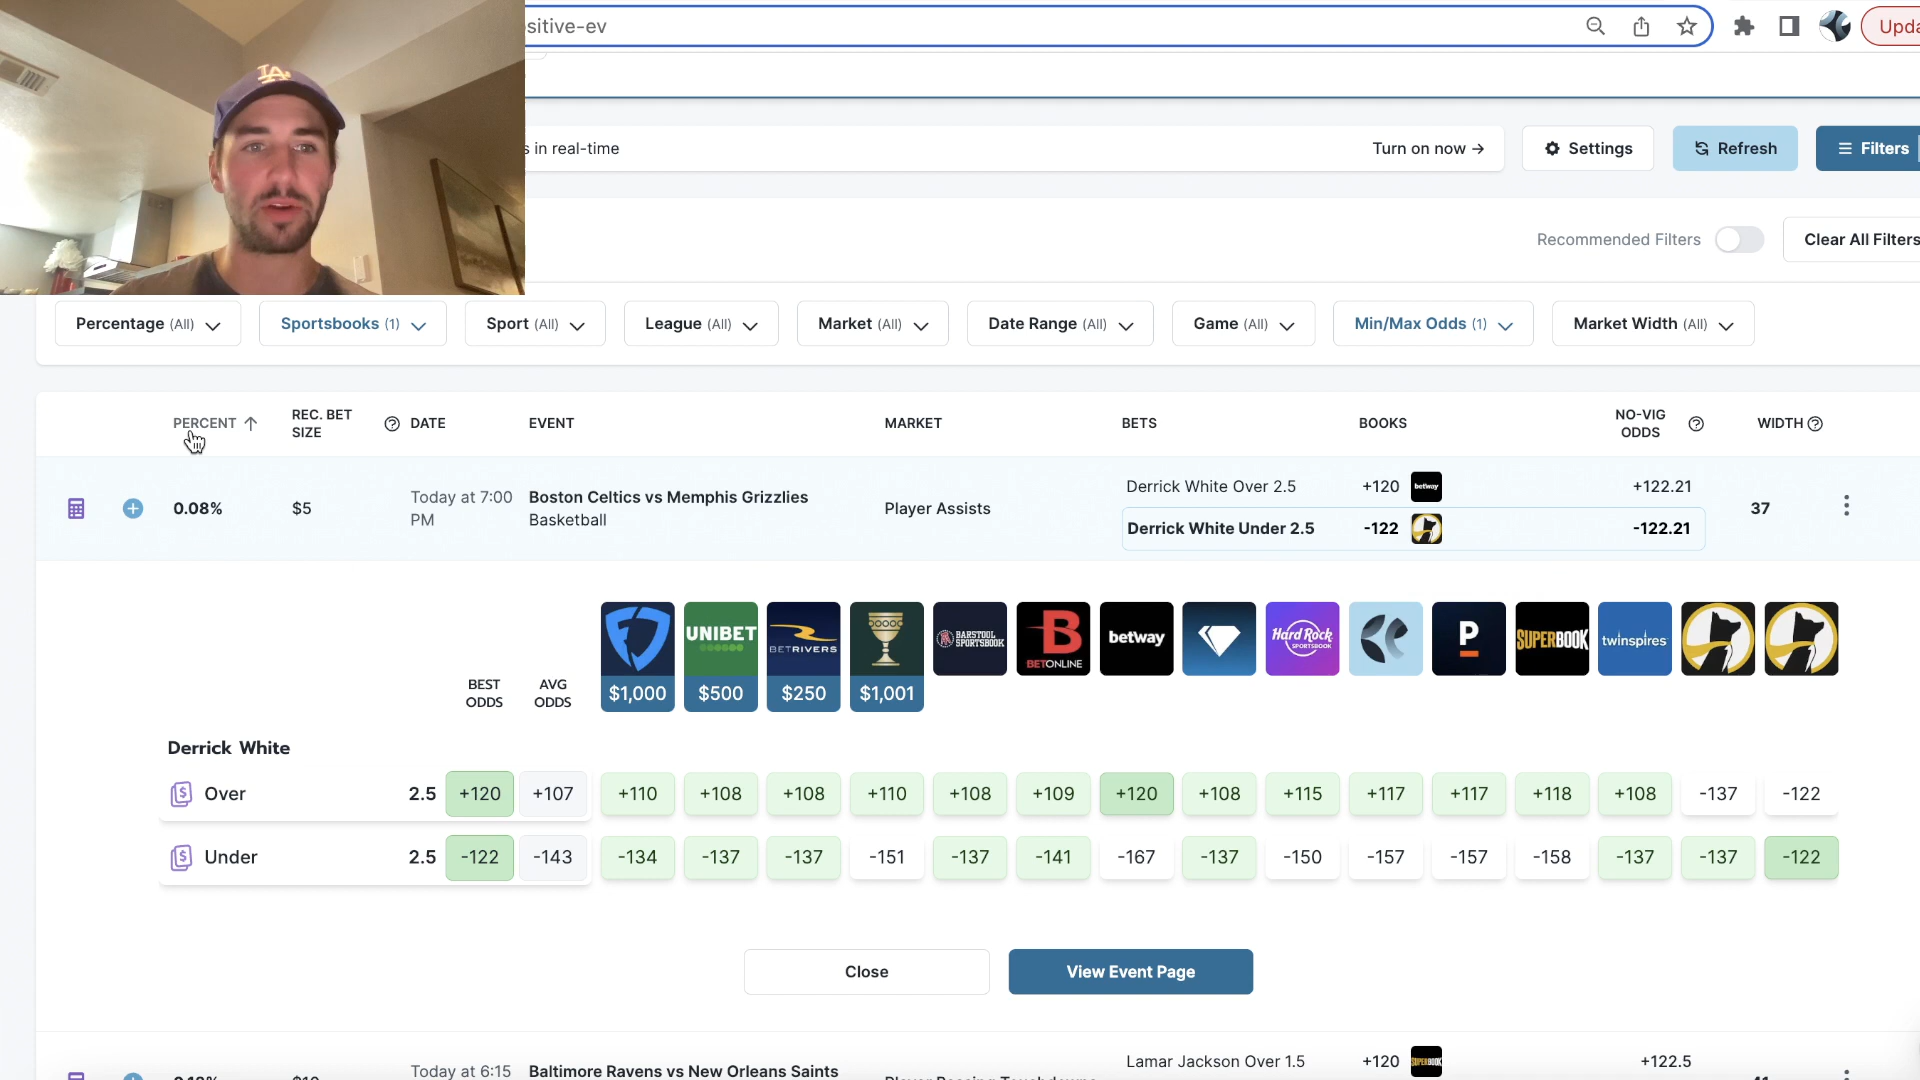 sitive-ev
Upda
LA
s in real-time
Turn on now →
Settings
Refresh
Filters
Recommended Filters
Clear All Filters
Percentage (All)
Sportsbooks (1)
Sport (All)
League (All)
Market (All)
Date Range (All)
Game (All)
Min/Max Odds (1)
Market Width (All)
PERCENT ↑
REC. BET
SIZE
DATE
EVENT
MARKET
BETS
BOOKS
NO-VIG
ODDS
WIDTH
0.08%
$5
Today at 7:00
PM
Boston Celtics vs Memphis Grizzlies
Basketball
Player Assists
Derrick White Over 2.5
+120
betway
+122.21
Derrick White Under 2.5
-122
-122.21
37
UNIBET
BETRIVERS
BARSTOOL
SPORTSBOOK
B
BETONLINE
betway
Hard Rock
SPORTSBOOK
P
SUPERBOOK
twinspires
$1,000
$500
$250
$1,001
BEST
ODDS
AVG
ODDS
Derrick White
Over 2.5 +120 +107 +110 +108 +108 +110 +108 +109 +120 +108 +115 +117 +117 +118 +108 -137 -122
Under 2.5 -122 -143 -134 -137 -137 -151 -137 -141 -167 -137 -150 -157 -157 -158 -137 -137 -122
Close
View Event Page
Today at 6:15
Baltimore Ravens vs New Orleans Saints
Lamar Jackson Over 1.5
+120
SUPERBOOK
+122.5